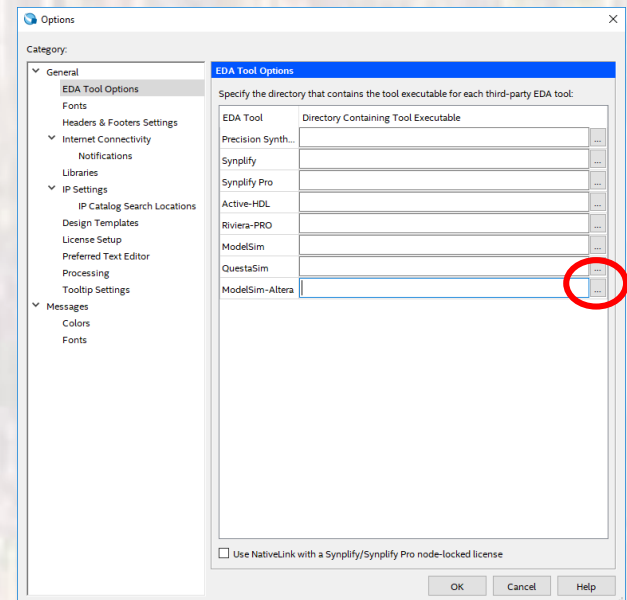 Options
Category:
General
EDA Tool Options
Fonts
Headers & Footers Settings
Internet Connectivity
Notifications
Libraries
IP Settings
IP Catalog Search Locations
Design Templates
License Setup
Preferred Text Editor
Processing
Tooltip Settings
Messages
Colors
Fonts
EDA Tool Options
Specify the directory that contains the tool executable for each third-party EDA tool:
EDA Tool Directory Containing Tool Executable
Precision Synth... ...
Synplify ...
Synplify Pro ...
Active-HDL ...
Riviera-PRO ...
ModelSim ...
QuestaSim ...
ModelSim-Altera ...
Use NativeLink with a Synplify/Synplify Pro node-locked license
OK Cancel Help